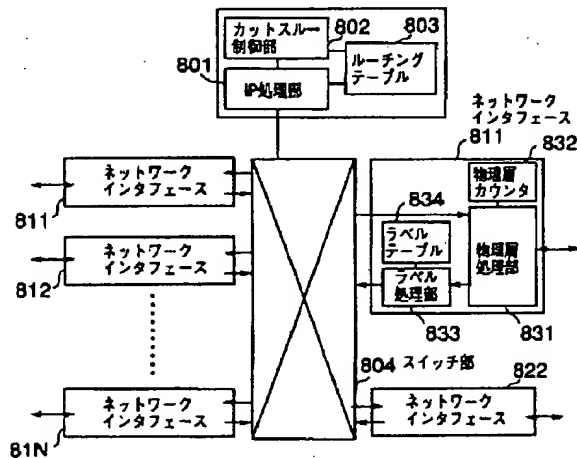 カットスルー
制御部
802
803
801
ルーチング
テーブル
IP処理部
ネットワーク
インタフェース
811
832
ネットワーク
インタフェース
811
物理層
カウンタ
834
ラベル
テーブル
物理層
処理部
ラベル
処理部
833
831
ネットワーク
インタフェース
812
804
スイッチ部
822
ネットワーク
インタフェース
81N
ネットワーク
インタフェース